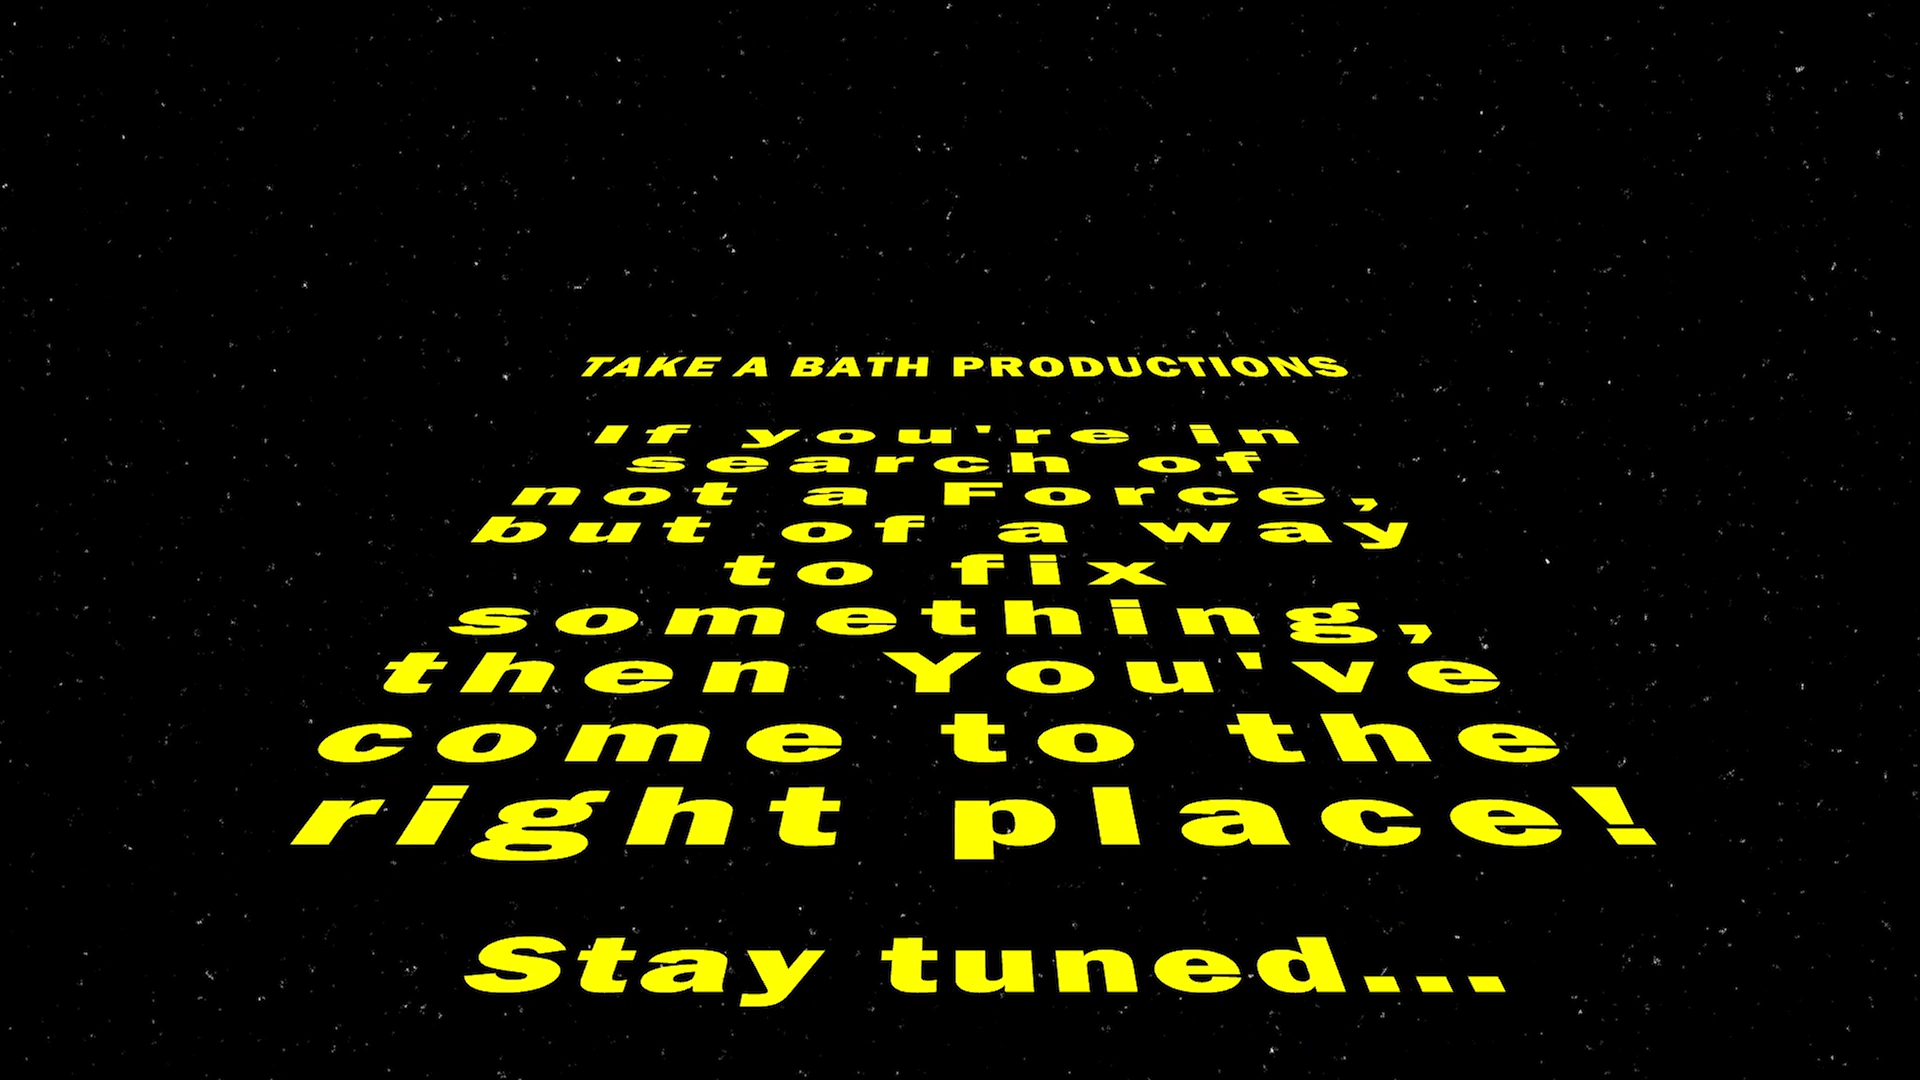 TAKE A BATH PRODUCTIONS
If you're in
search of
not a Force,
but of a way
to fix
something,
then You've
come to the
right place!
Stay tuned...